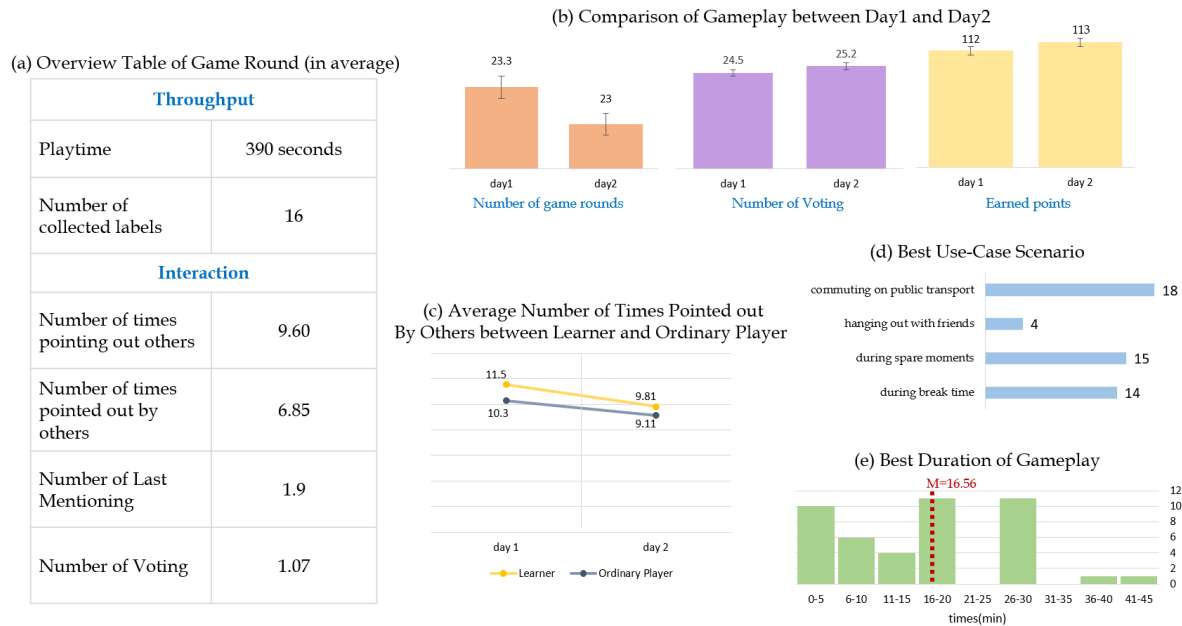 (a) Overview Table of Game Round (in average)
Throughput
Playtime
390 seconds
Number of
collected labels
16
Interaction
Number of times
pointing out others
9.60
Number of times
pointed out by
others
6.85
Number of Last
Mentioning
1.9
Number of Voting
1.07
(b) Comparison of Gameplay between Day1 and Day2
23.3
23
day1
day2
Number of game rounds
24.5
25.2
day 1
day 2
Number of Voting
112
113
day 1
day 2
Earned points
(c) Average Number of Times Pointed out
By Others between Learner and Ordinary Player
11.5
10.3
9.81
9.11
day 1
day 2
Learner
Ordinary Player
(d) Best Use-Case Scenario
commuting on public transport
18
hanging out with friends
4
during spare moments
15
during break time
14
(e) Best Duration of Gameplay
M=16.56
12
10
8
6
4
2
0
0-5
6-10
11-15
16-20
21-25
26-30
31-35
36-40
41-45
times(min)